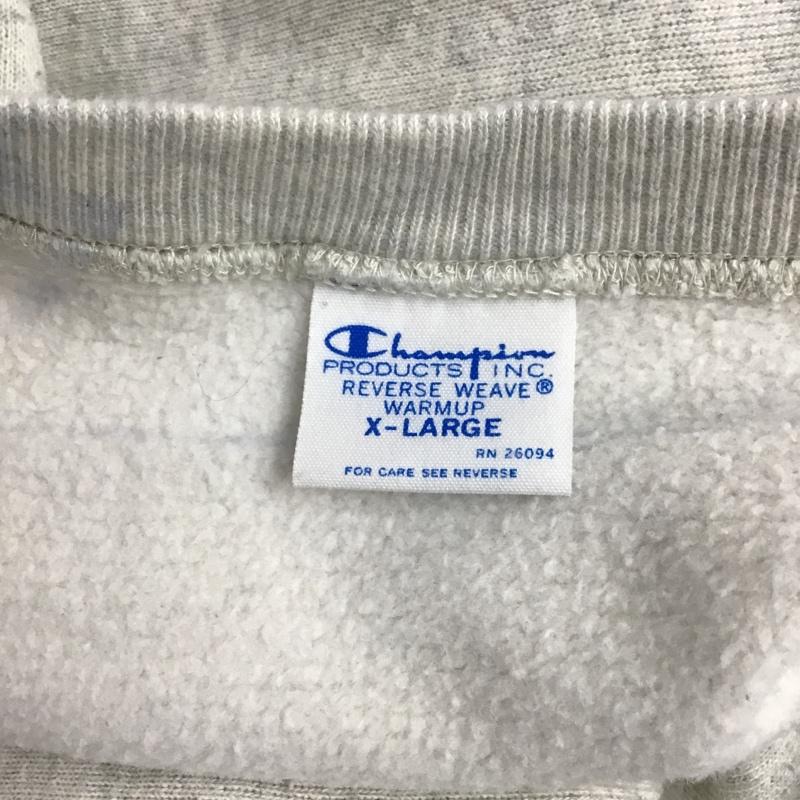 Champion
PRODUCTS INC.
REVERSE WEAVE®
WARMUP
X-LARGE
RN 26094
FOR CARE SEE REVERSE